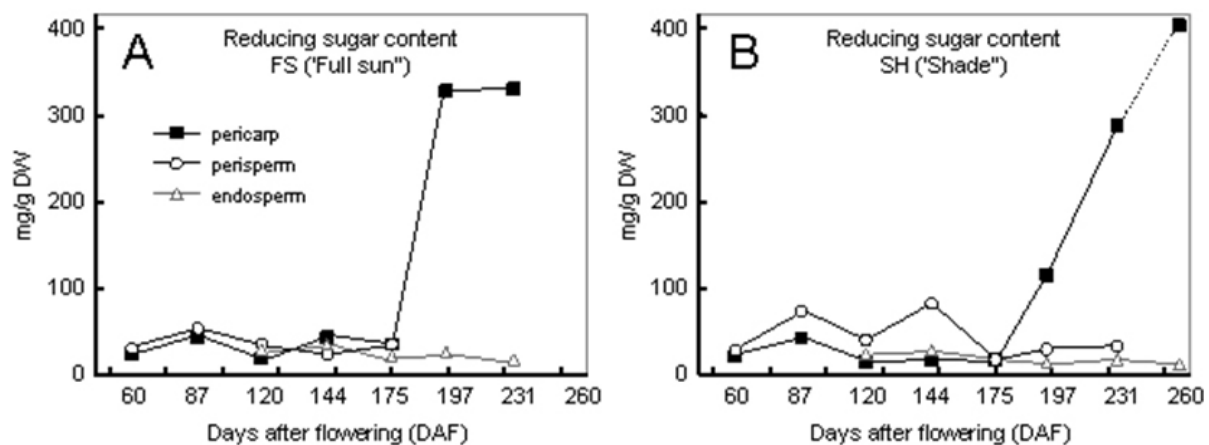 A
Reducing sugar content
FS ("Full sun")
400
300
200
100
0
mg/g DW
pericarp
perisperm
endosperm
60 87 120 144 175 197 231 260
Days after flowering (DAF)
B
Reducing sugar content
SH ("Shade")
400
300
200
100
0
mg/g DW
60 87 120 144 175 197 231 260
Days after flowering (DAF)